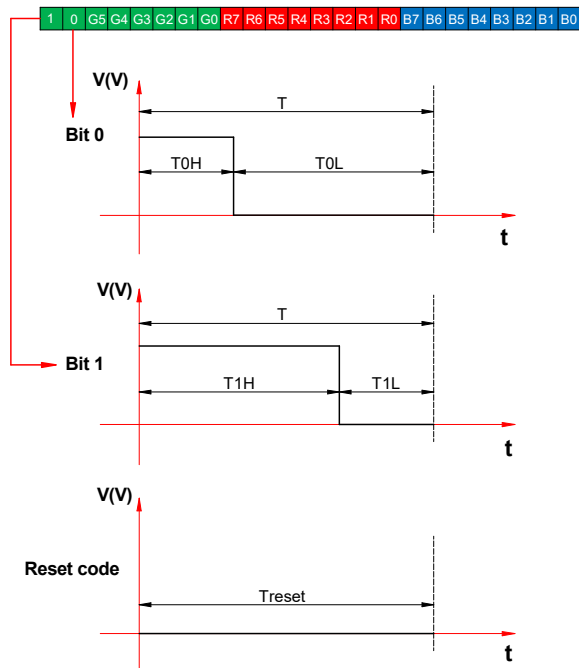 1 0 G5 G4 G3 G2 G1 G0 R7 R6 R5 R4 R3 R2 R1 R0 B7 B6 B5 B4 B3 B2 B1 B0
V(V)
T
Bit 0
T0H T0L
t
V(V)
T
Bit 1
T1H T1L
t
V(V)
Reset code
Treset
t